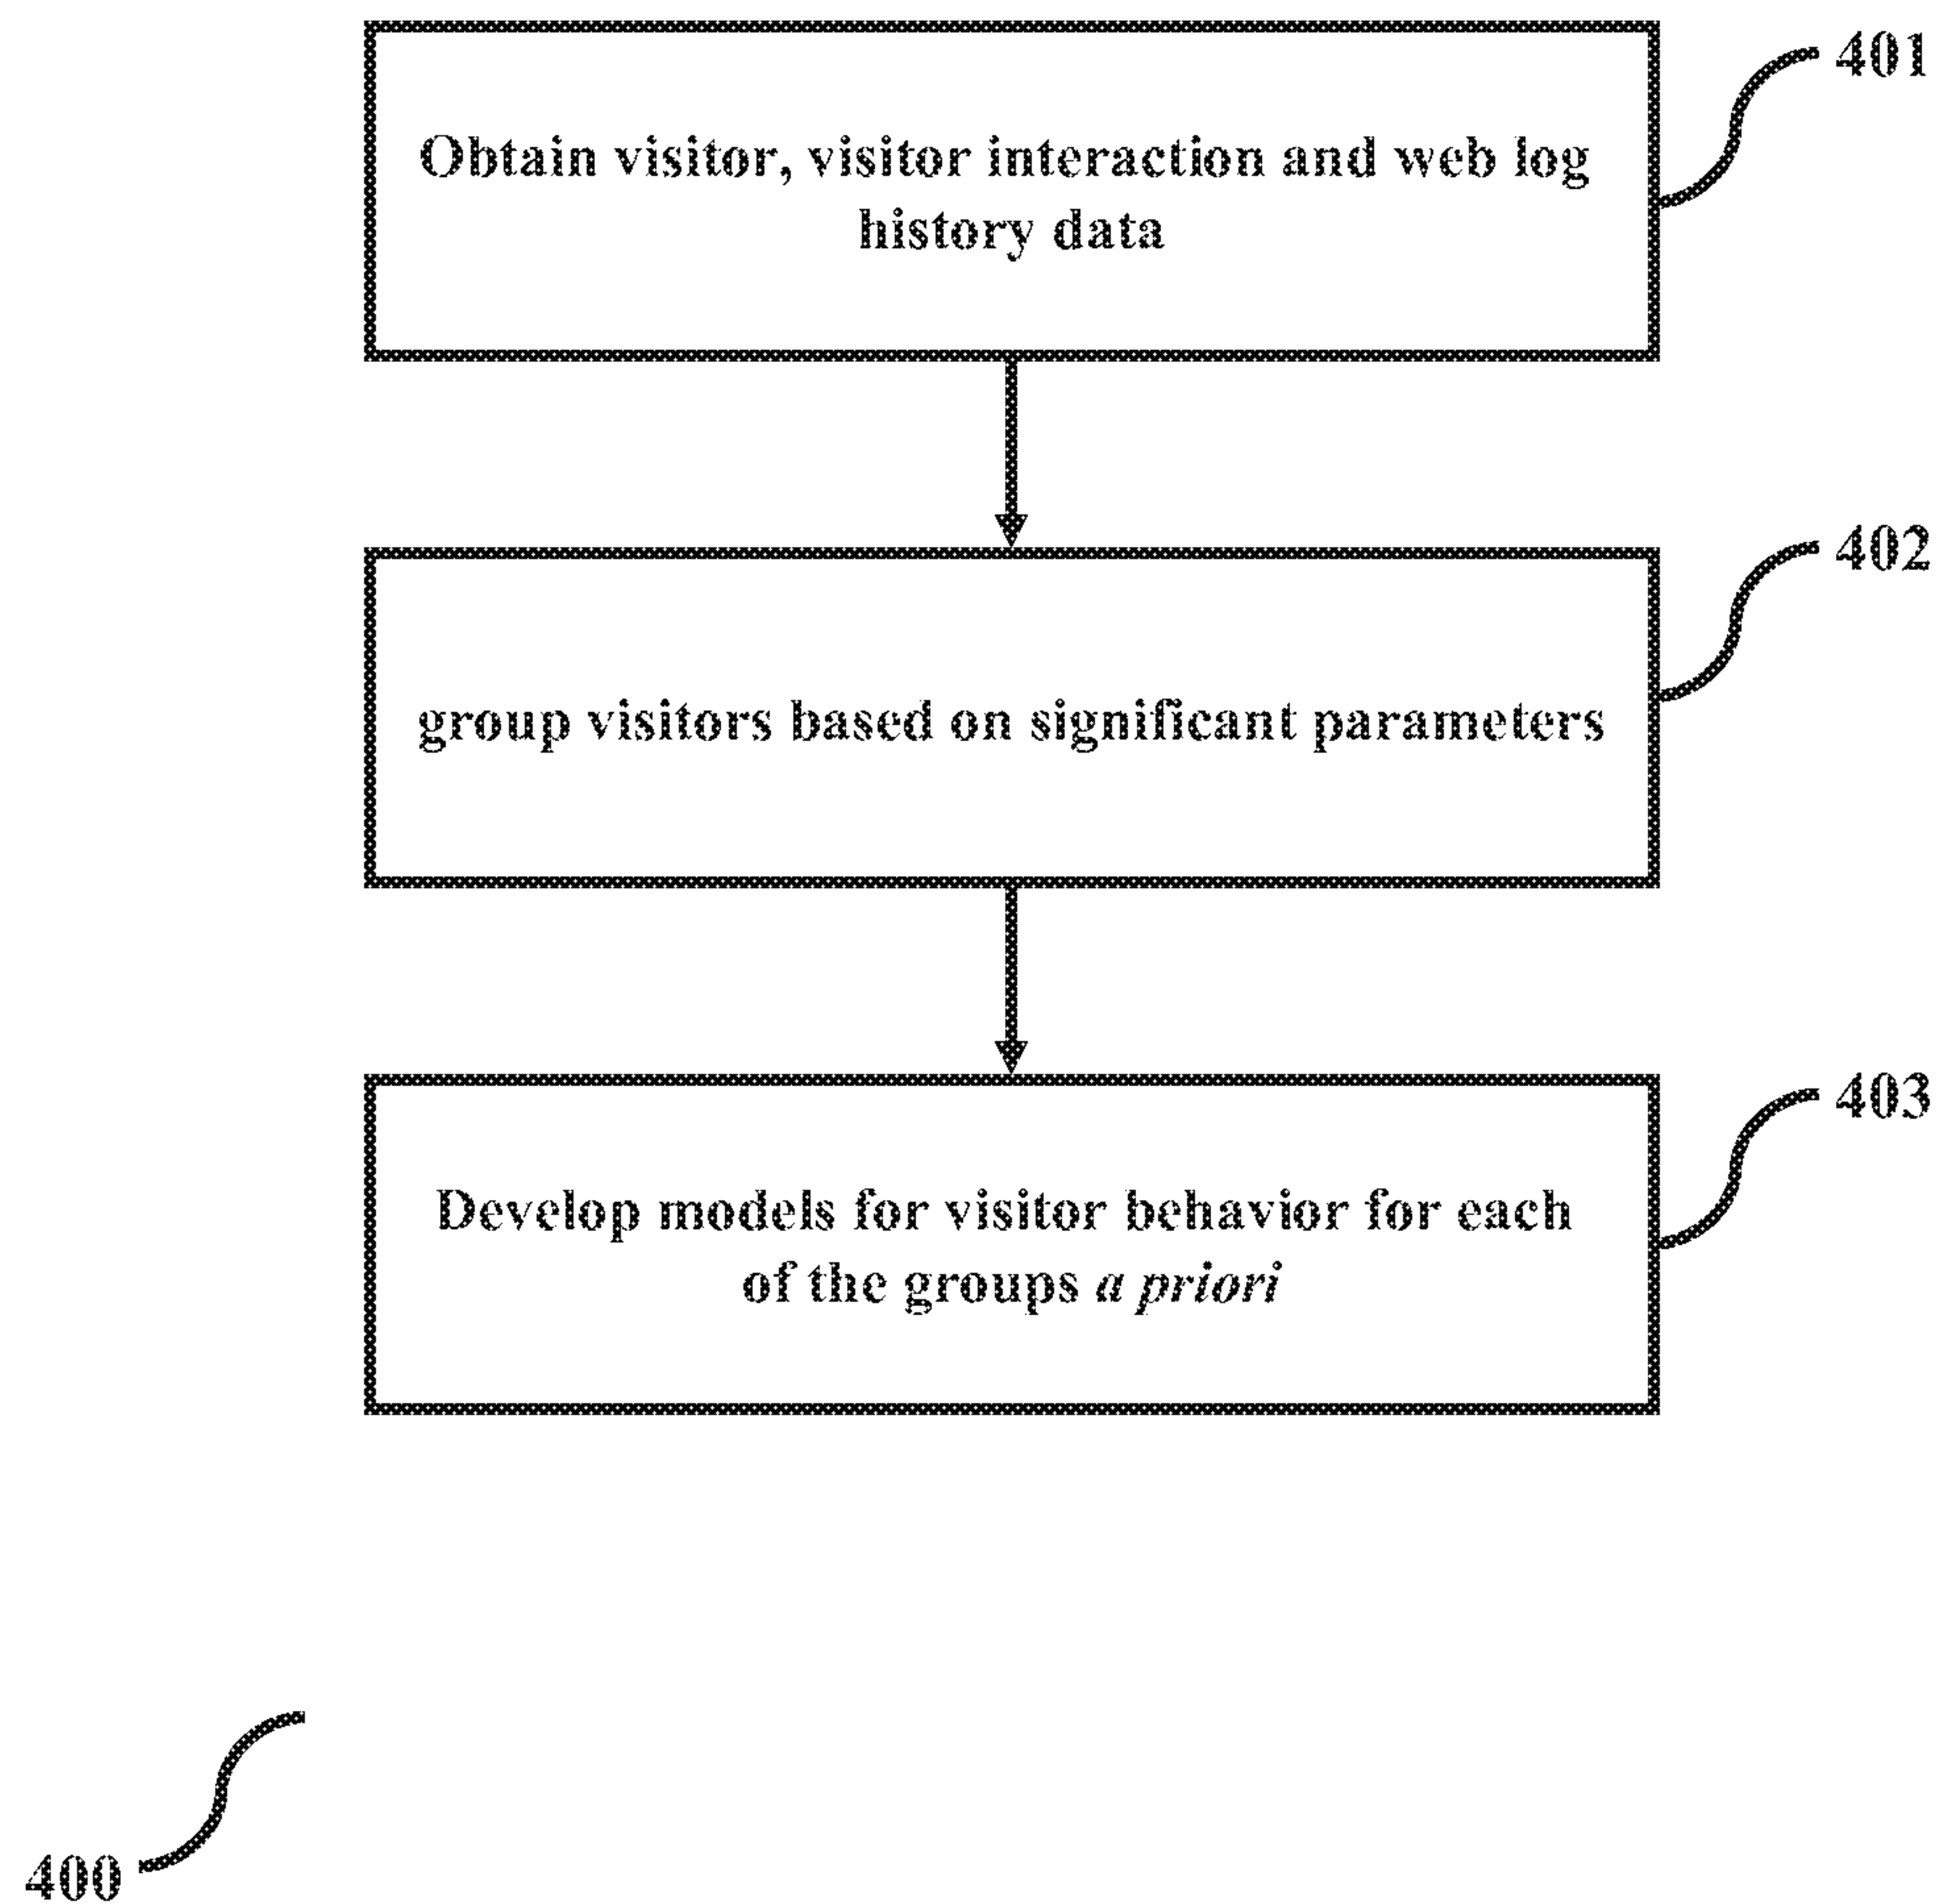 401
Obtain visitor, visitor interaction and web log
history data
402
group visitors based on significant parameters
403
Develop models for visitor behavior for each
of the groups a priori
400